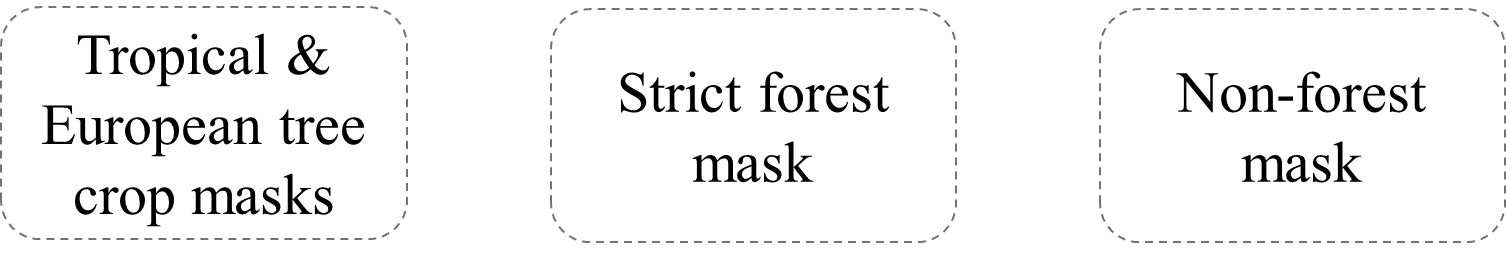 Tropical &
European tree
crop masks
Strict forest
mask
Non-forest
mask